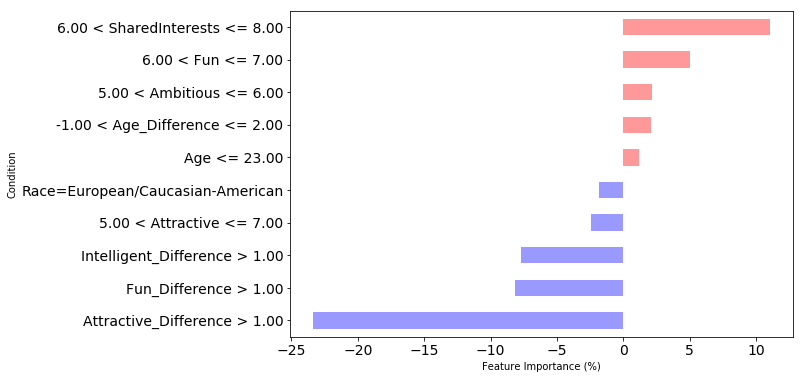 6.00 < SharedInterests <= 8.00
6.00 < Fun <= 7.00
5.00 < Ambitious <= 6.00
-1.00 < Age_Difference <= 2.00
Age <= 23.00
Race=European/Caucasian-American
5.00 < Attractive <= 7.00
Intelligent_Difference > 1.00
Fun_Difference > 1.00
Attractive_Difference > 1.00
Condition
−25 −20 −15 −10 −5 0 5 10
Feature Importance (%)